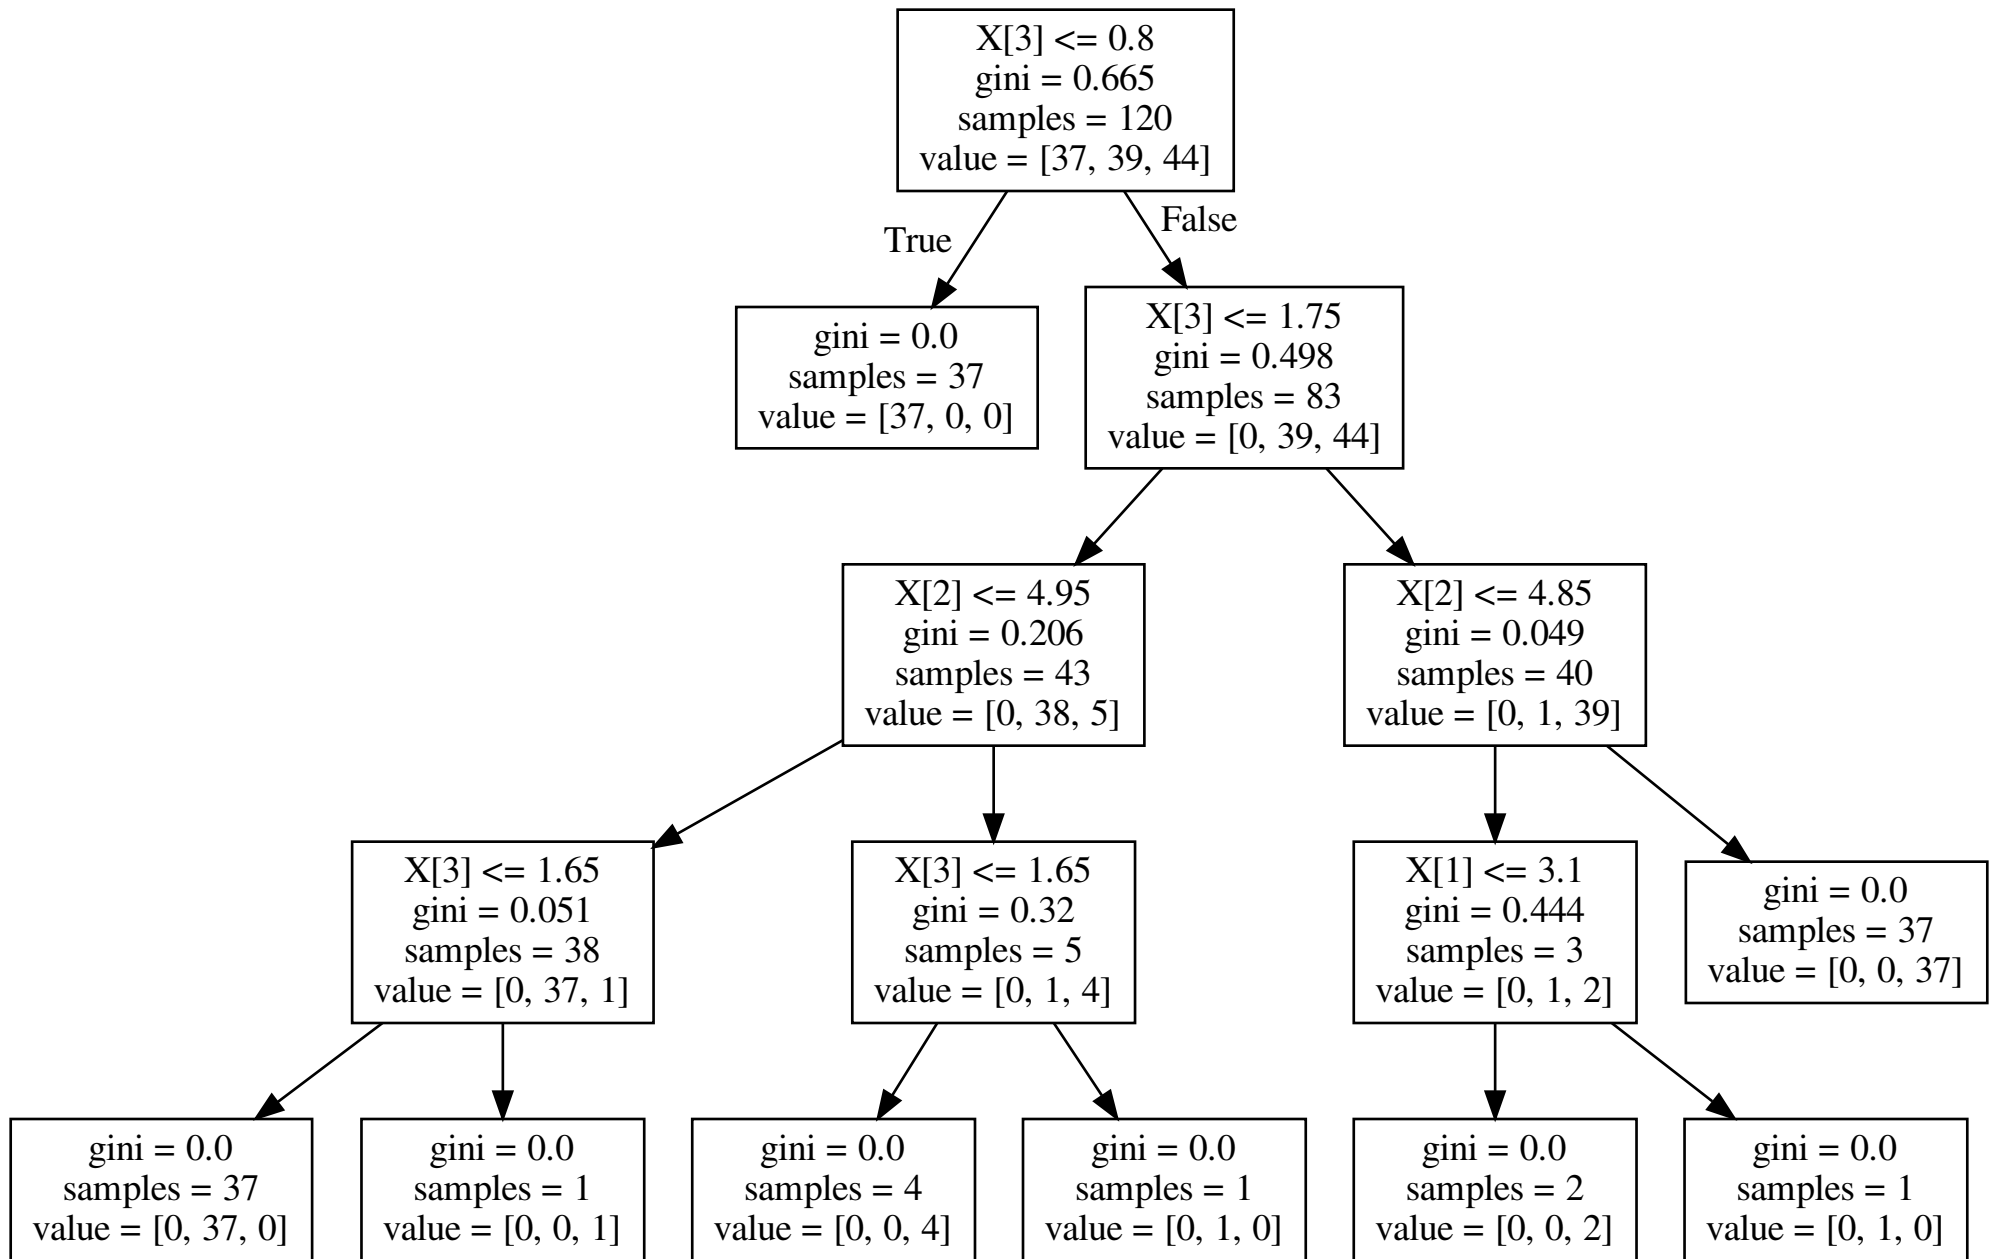 X[3] <= 0.8
gini = 0.665
samples = 120
value = [37, 39, 44]
True
False
gini = 0.0
samples = 37
value = [37, 0, 0]
X[3] <= 1.75
gini = 0.498
samples = 83
value = [0, 39, 44]
X[2] <= 4.95
gini = 0.206
samples = 43
value = [0, 38, 5]
X[2] <= 4.85
gini = 0.049
samples = 40
value = [0, 1, 39]
X[3] <= 1.65
gini = 0.051
samples = 38
value = [0, 37, 1]
X[3] <= 1.65
gini = 0.32
samples = 5
value = [0, 1, 4]
X[1] <= 3.1
gini = 0.444
samples = 3
value = [0, 1, 2]
gini = 0.0
samples = 37
value = [0, 0, 37]
gini = 0.0
samples = 37
value = [0, 37, 0]
gini = 0.0
samples = 1
value = [0, 0, 1]
gini = 0.0
samples = 4
value = [0, 0, 4]
gini = 0.0
samples = 1
value = [0, 1, 0]
gini = 0.0
samples = 2
value = [0, 0, 2]
gini = 0.0
samples = 1
value = [0, 1, 0]